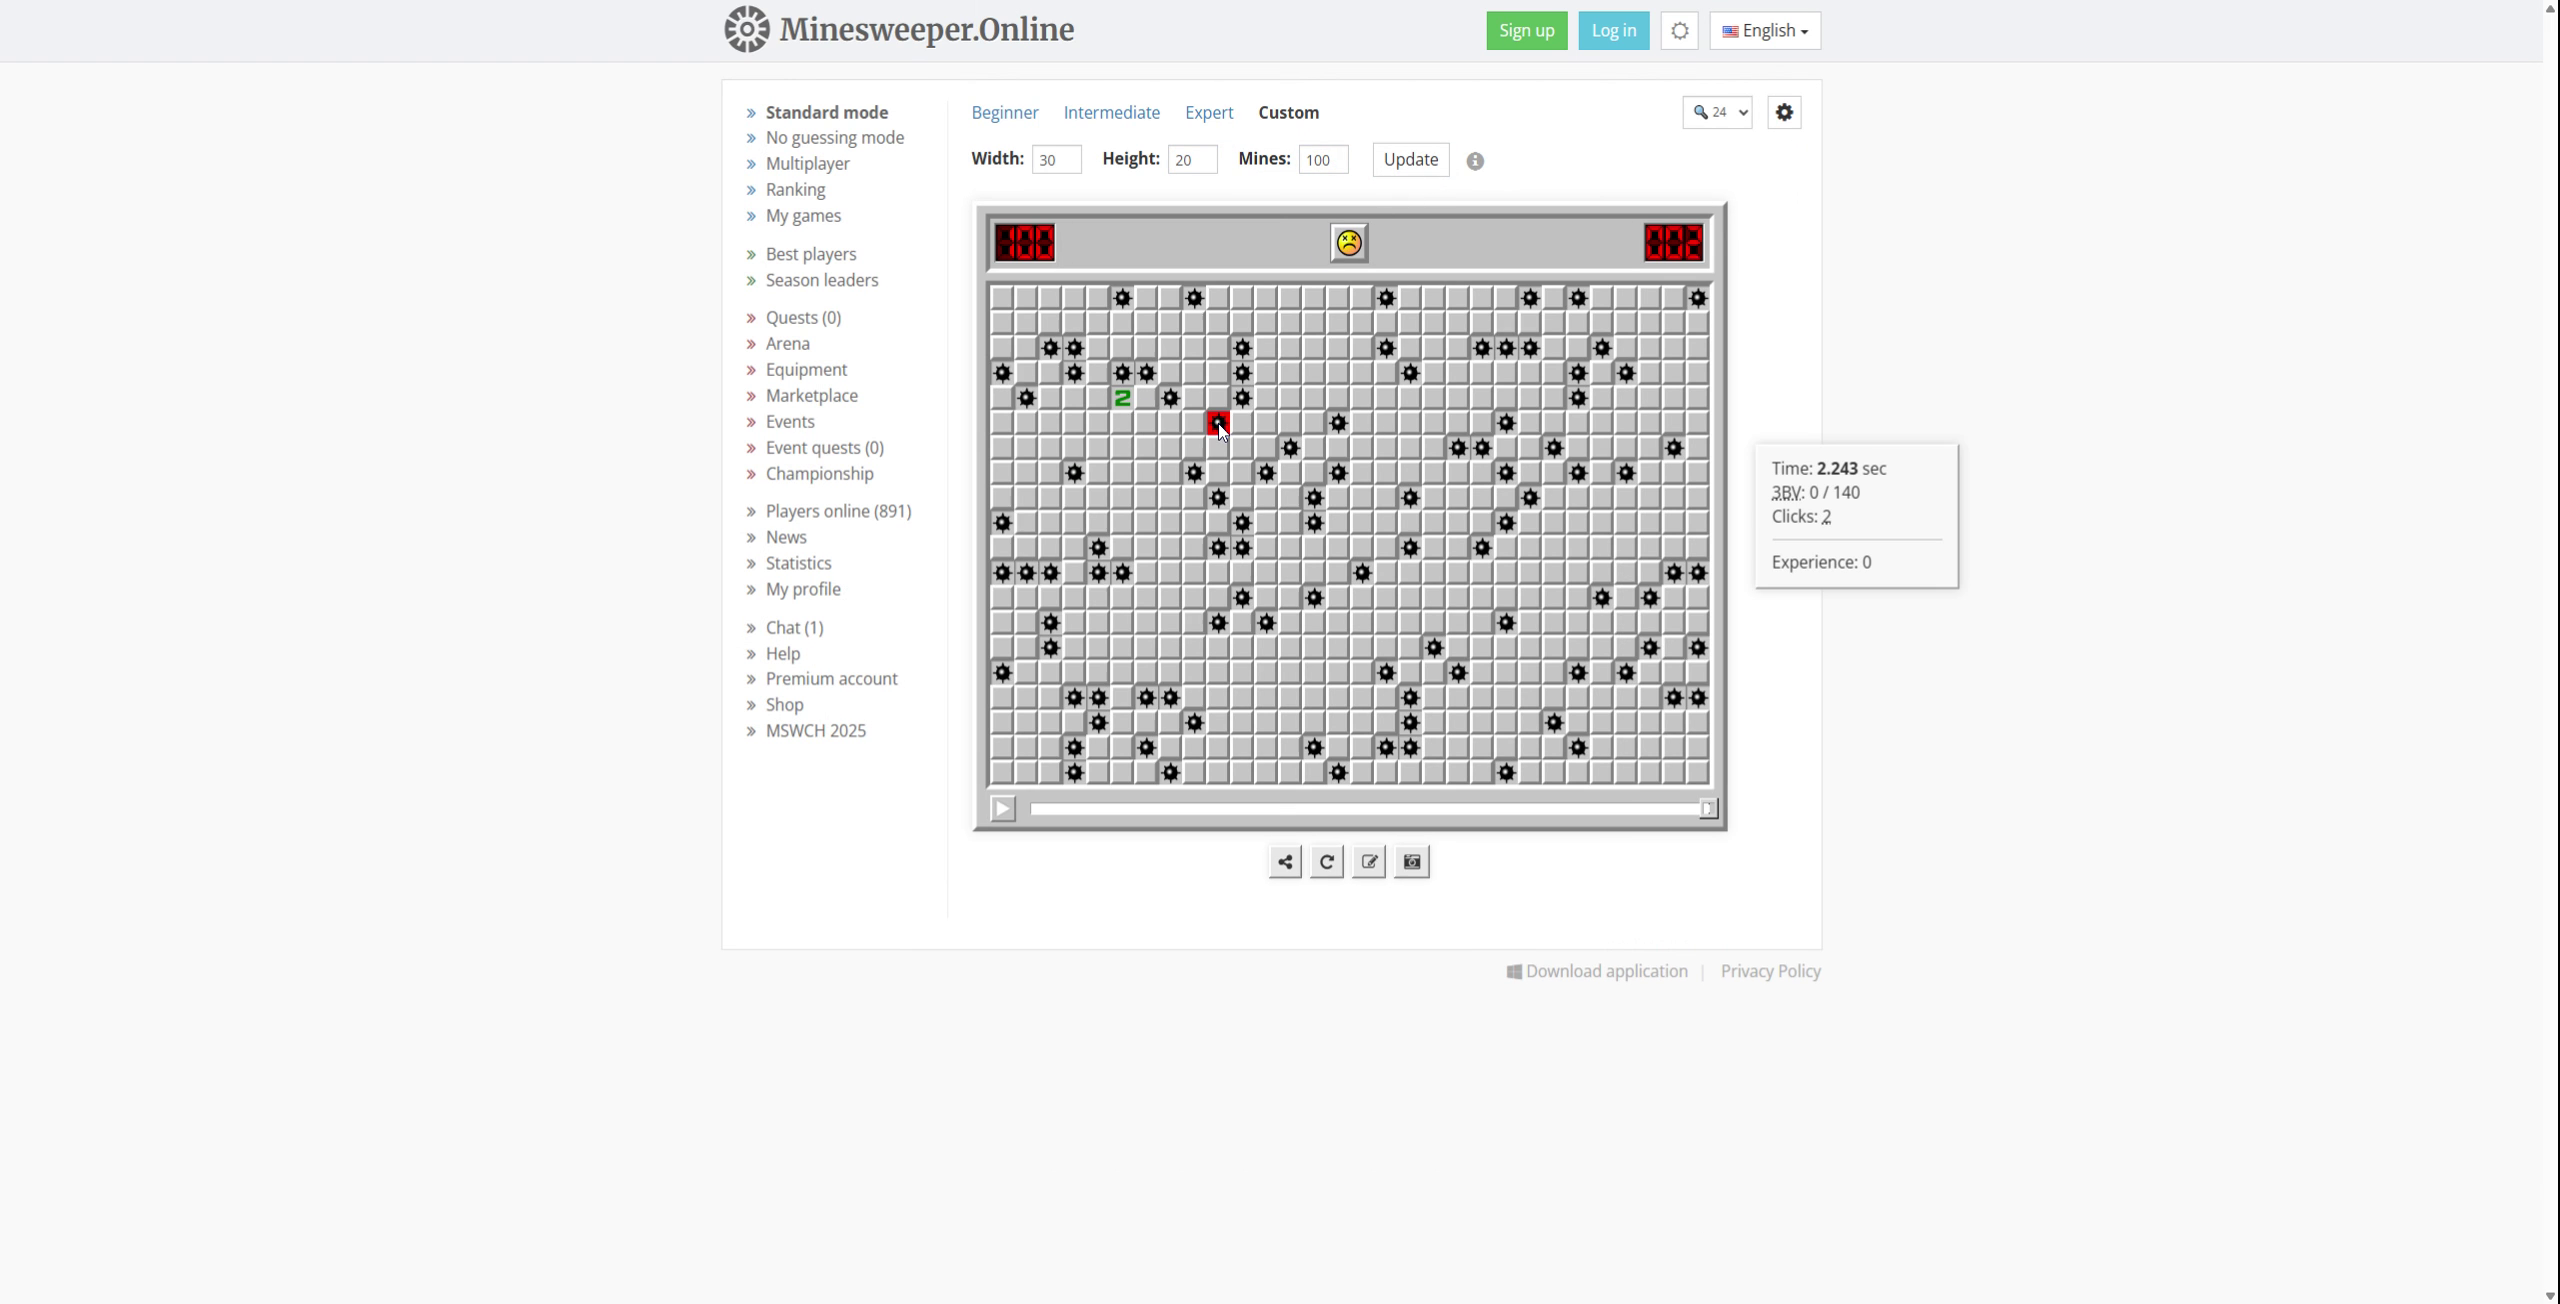 Minesweeper.Online
Sign up
Log in
English
Standard mode
No guessing mode
Multiplayer
Ranking
My games
Best players
Season leaders
Quests (0)
Arena
Equipment
Marketplace
Events
Event quests (0)
Championship
Players online (891)
News
Statistics
My profile
Chat (1)
Help
Premium account
Shop
MSWCH 2025
Beginner Intermediate Expert Custom
24
Width: 30 Height: 20 Mines: 100 Update
100
002
2
Time: 2.243 sec
3BV: 0 / 140
Clicks: 2
Experience: 0
Download application | Privacy Policy